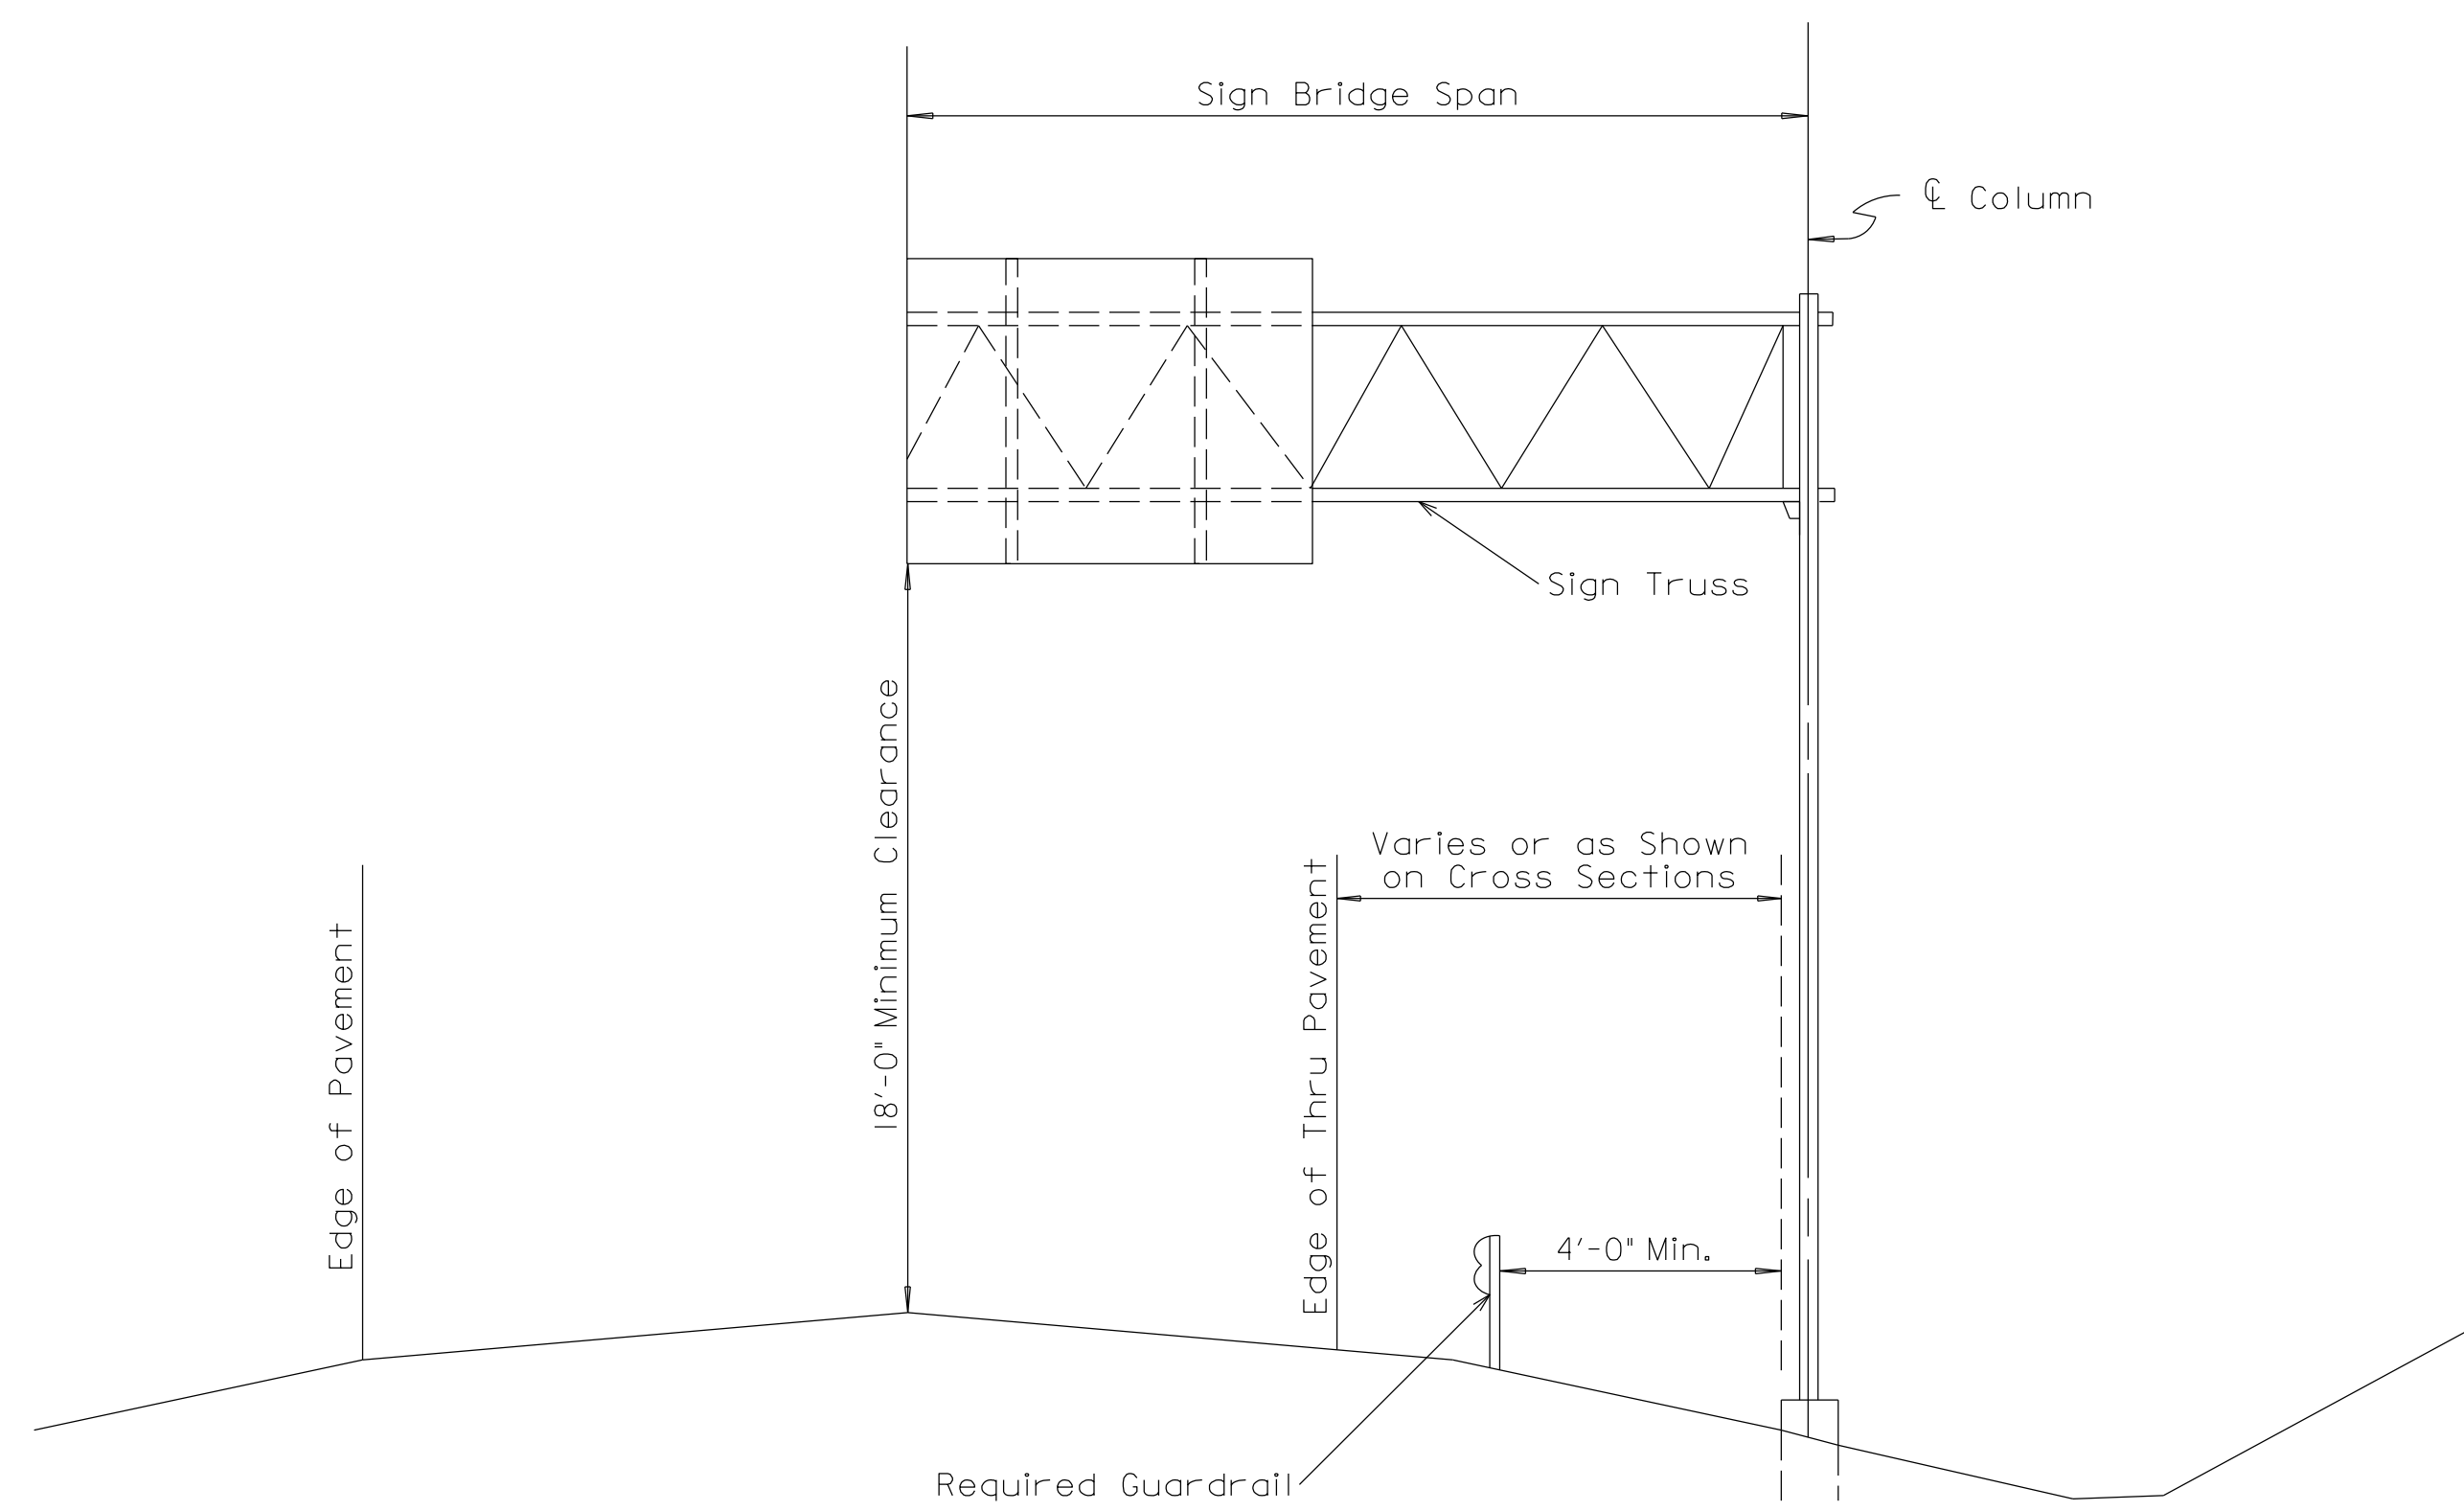 Sign Bridge Span
℄ Column
Sign Truss
18'-0" Minimum Clearance
Varies or as Shown
on Cross Sections
Edge of Pavement
Edge of Thru Pavement
4'-0" Min.
Required Guardrail